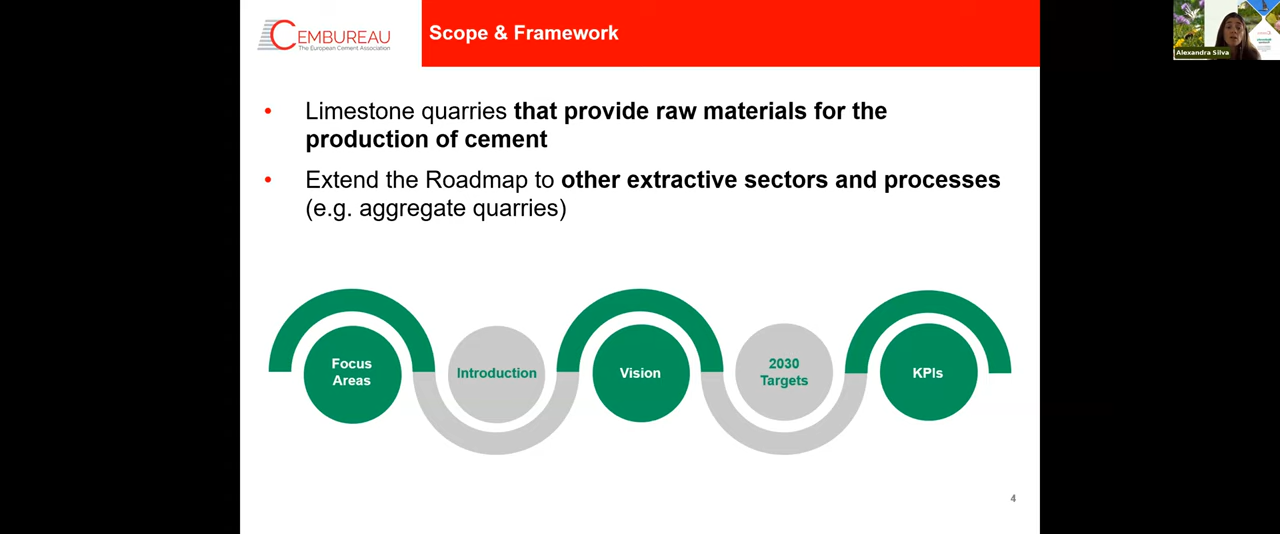 CEMBUREAU
The European Cement Association
Scope & Framework
Alexandra Silva
• Limestone quarries that provide raw materials for the
production of cement
• Extend the Roadmap to other extractive sectors and processes
(e.g. aggregate quarries)
Focus
Areas
Introduction
Vision
2030
Targets
KPIs
4